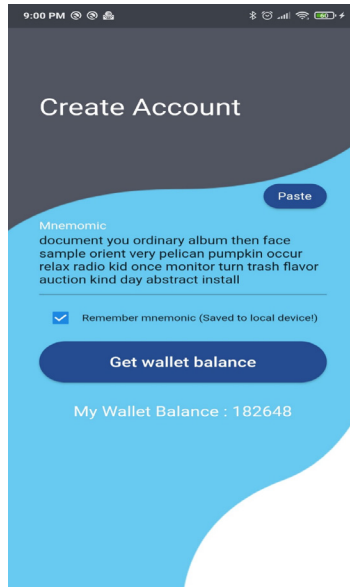 9:00 PM
60
Create Account
Paste
Mnemomic
document you ordinary album then face
sample orient very pelican pumpkin occur
relax radio kid once monitor turn trash flavor
auction kind day abstract install
Remember mnemonic (Saved to local device!)
Get wallet balance
My Wallet Balance : 182648